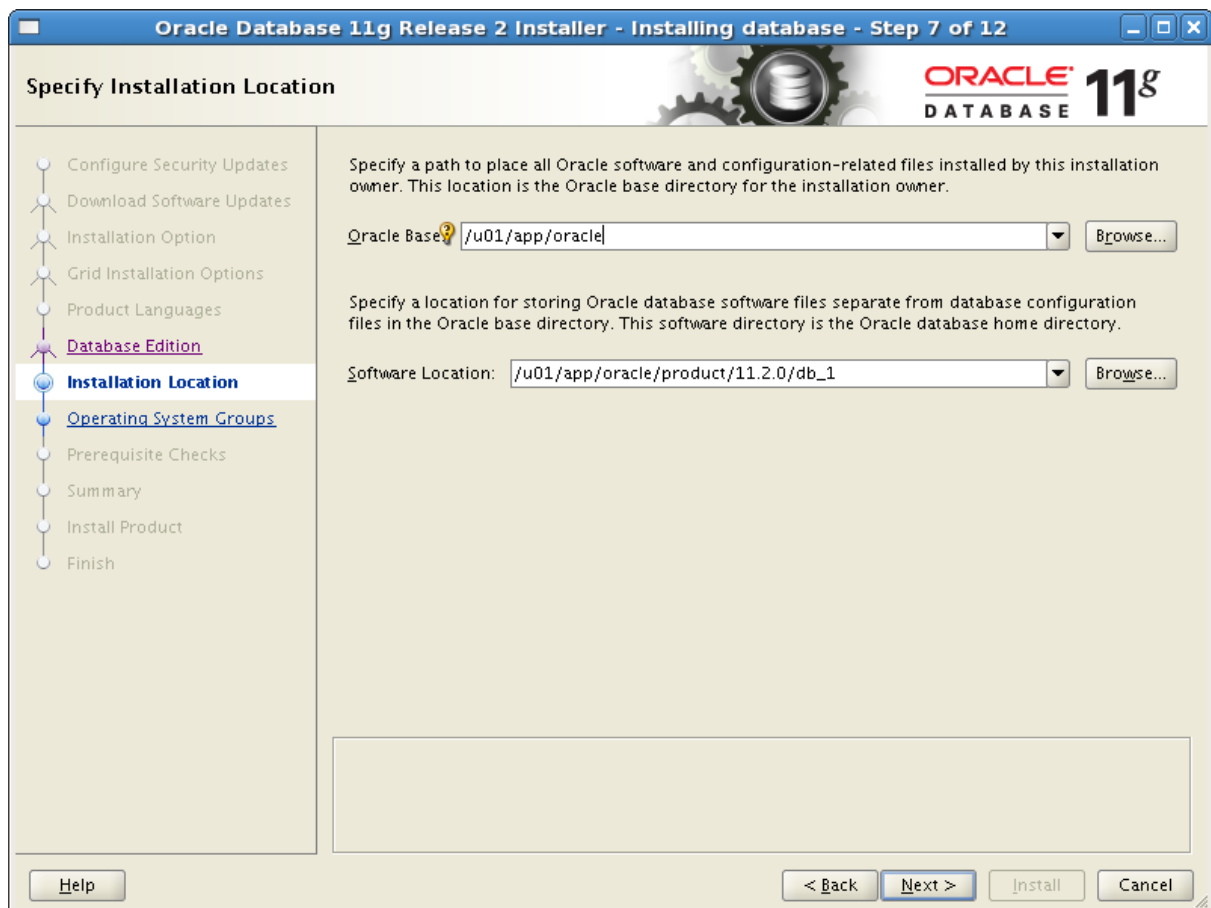 Oracle Database 11g Release 2 Installer - Installing database - Step 7 of 12
Specify Installation Location
ORACLE
DATABASE
11g
Configure Security Updates
Download Software Updates
Installation Option
Grid Installation Options
Product Languages
Database Edition
Installation Location
Operating System Groups
Prerequisite Checks
Summary
Install Product
Finish
Specify a path to place all Oracle software and configuration-related files installed by this installation
owner. This location is the Oracle base directory for the installation owner.
Oracle Base /u01/app/oracle Browse...
Specify a location for storing Oracle database software files separate from database configuration
files in the Oracle base directory. This software directory is the Oracle database home directory.
Software Location: /u01/app/oracle/product/11.2.0/db_1 Browse...
Help < Back Next > Install Cancel